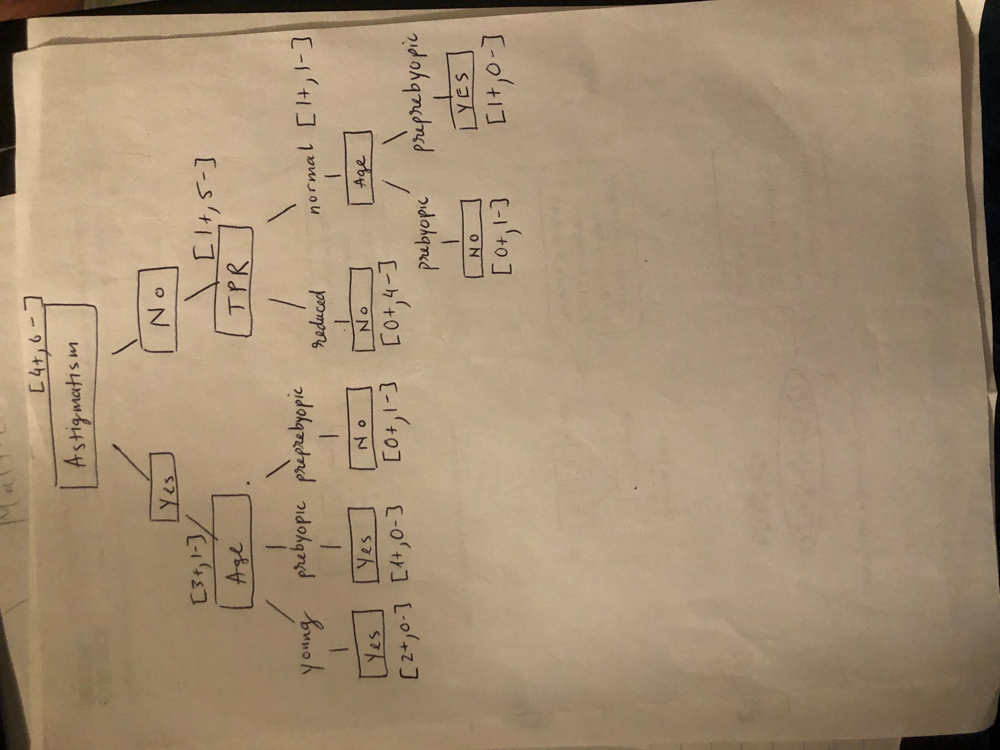 [4+, 6-]
Astigmatism
Yes No
[3+, 1-] [1+, 5-]
Age TPR
young prebyopic preprebyopic reduced normal [1+, 1-]
Yes Yes No No Age
[2+, 0-] [1+, 0-] [0+, 1-] [0+, 4-]
prebyopic preprebyopic
NO YES
[0+, 1-] [1+, 0-]